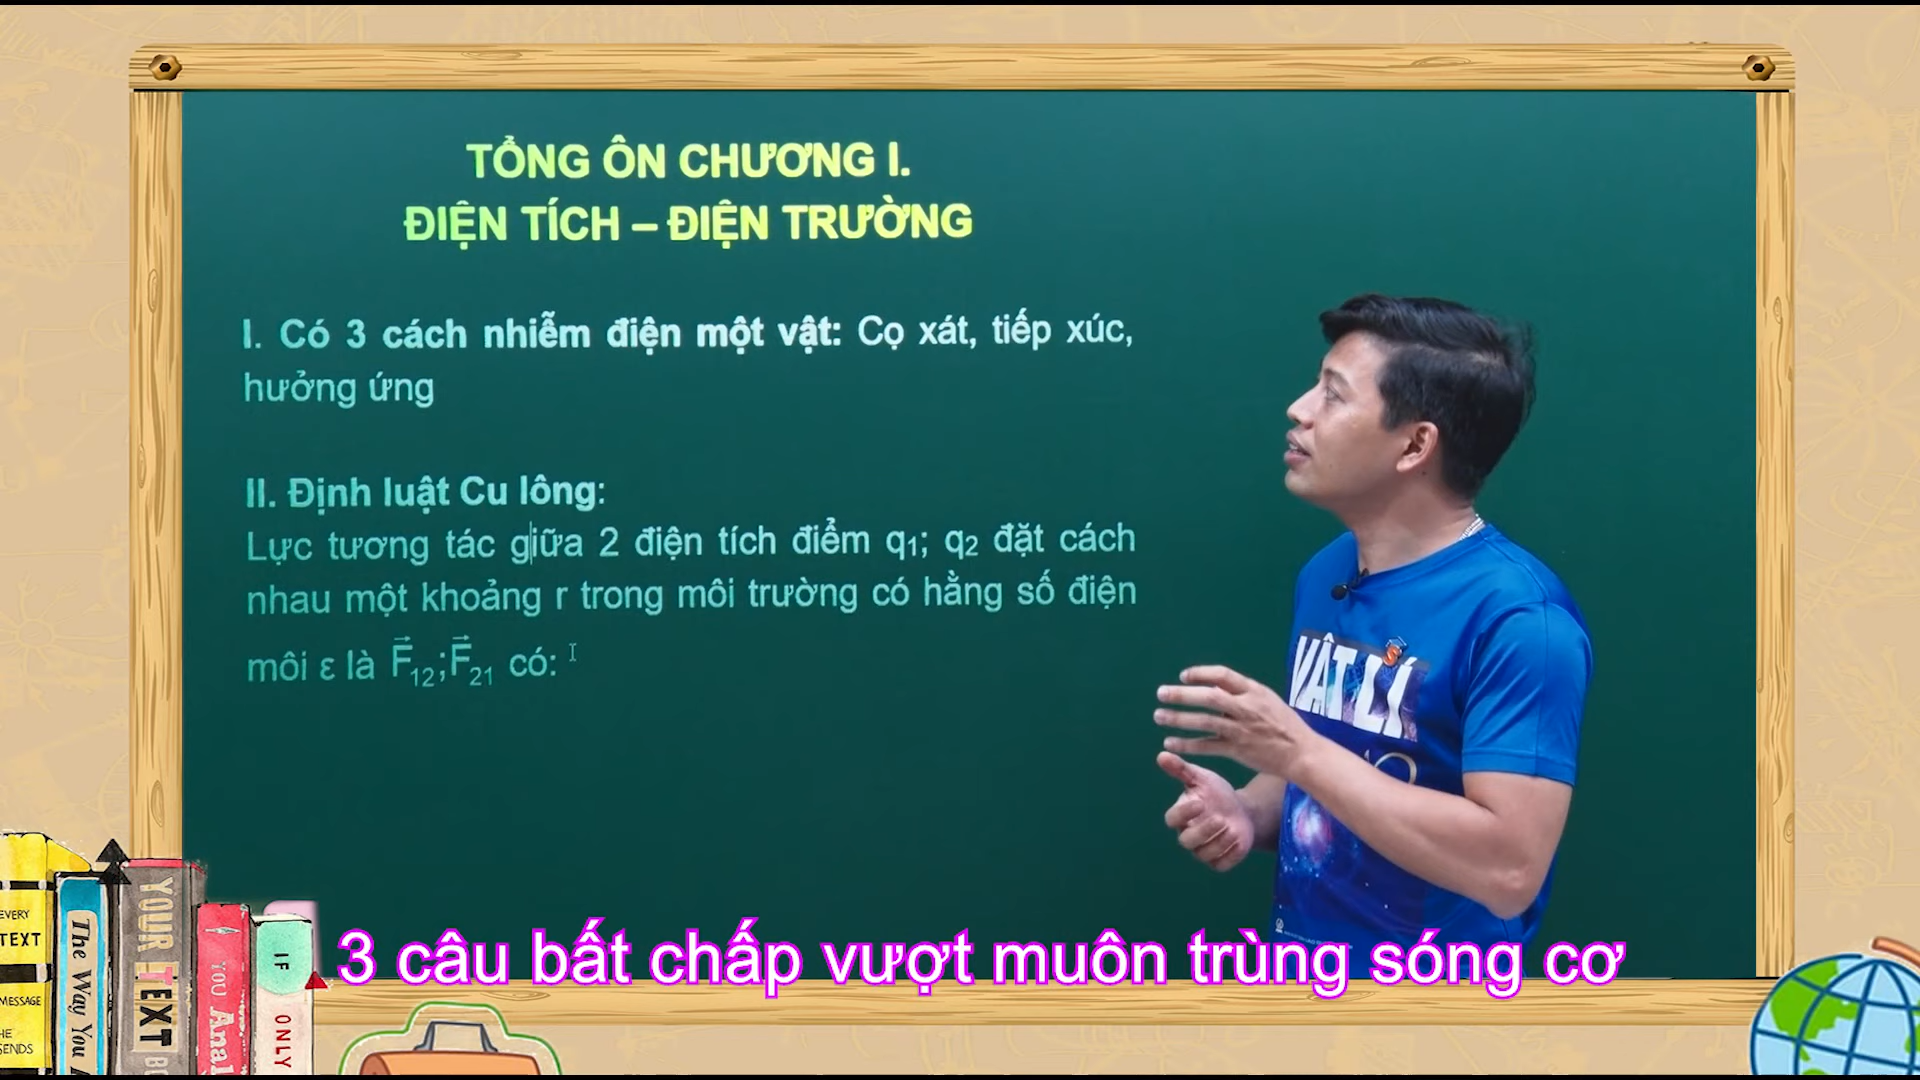 TỔNG ÔN CHƯƠNG I.
ĐIỆN TÍCH – ĐIỆN TRƯỜNG
I. Có 3 cách nhiễm điện một vật: Cọ xát, tiếp xúc,
hưởng ứng
II. Định luật Cu lông:
Lực tương tác giữa 2 điện tích điểm q₁; q₂ đặt cách
nhau một khoảng r trong môi trường có hằng số điện
môi ε là F⃗₁₂; F⃗₂₁ có:
VẬT LÍ
3 câu bất chấp vượt muôn trùng sóng cơ
EVERY
TEXT
MESSAGE
The Way You
YOUR TEXT
YOU
IF
ONLY